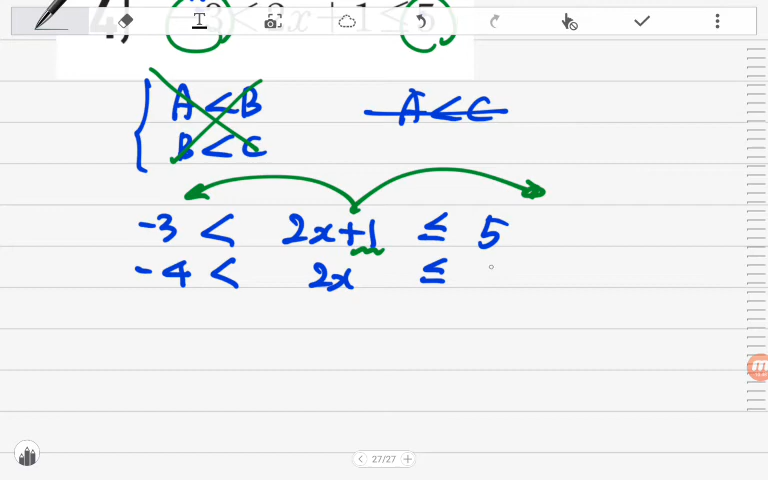 4) -3<2x+1≤5
A<B A<C
B<C
-3 < 2x+1 ≤ 5
-4 < 2x ≤
27/27